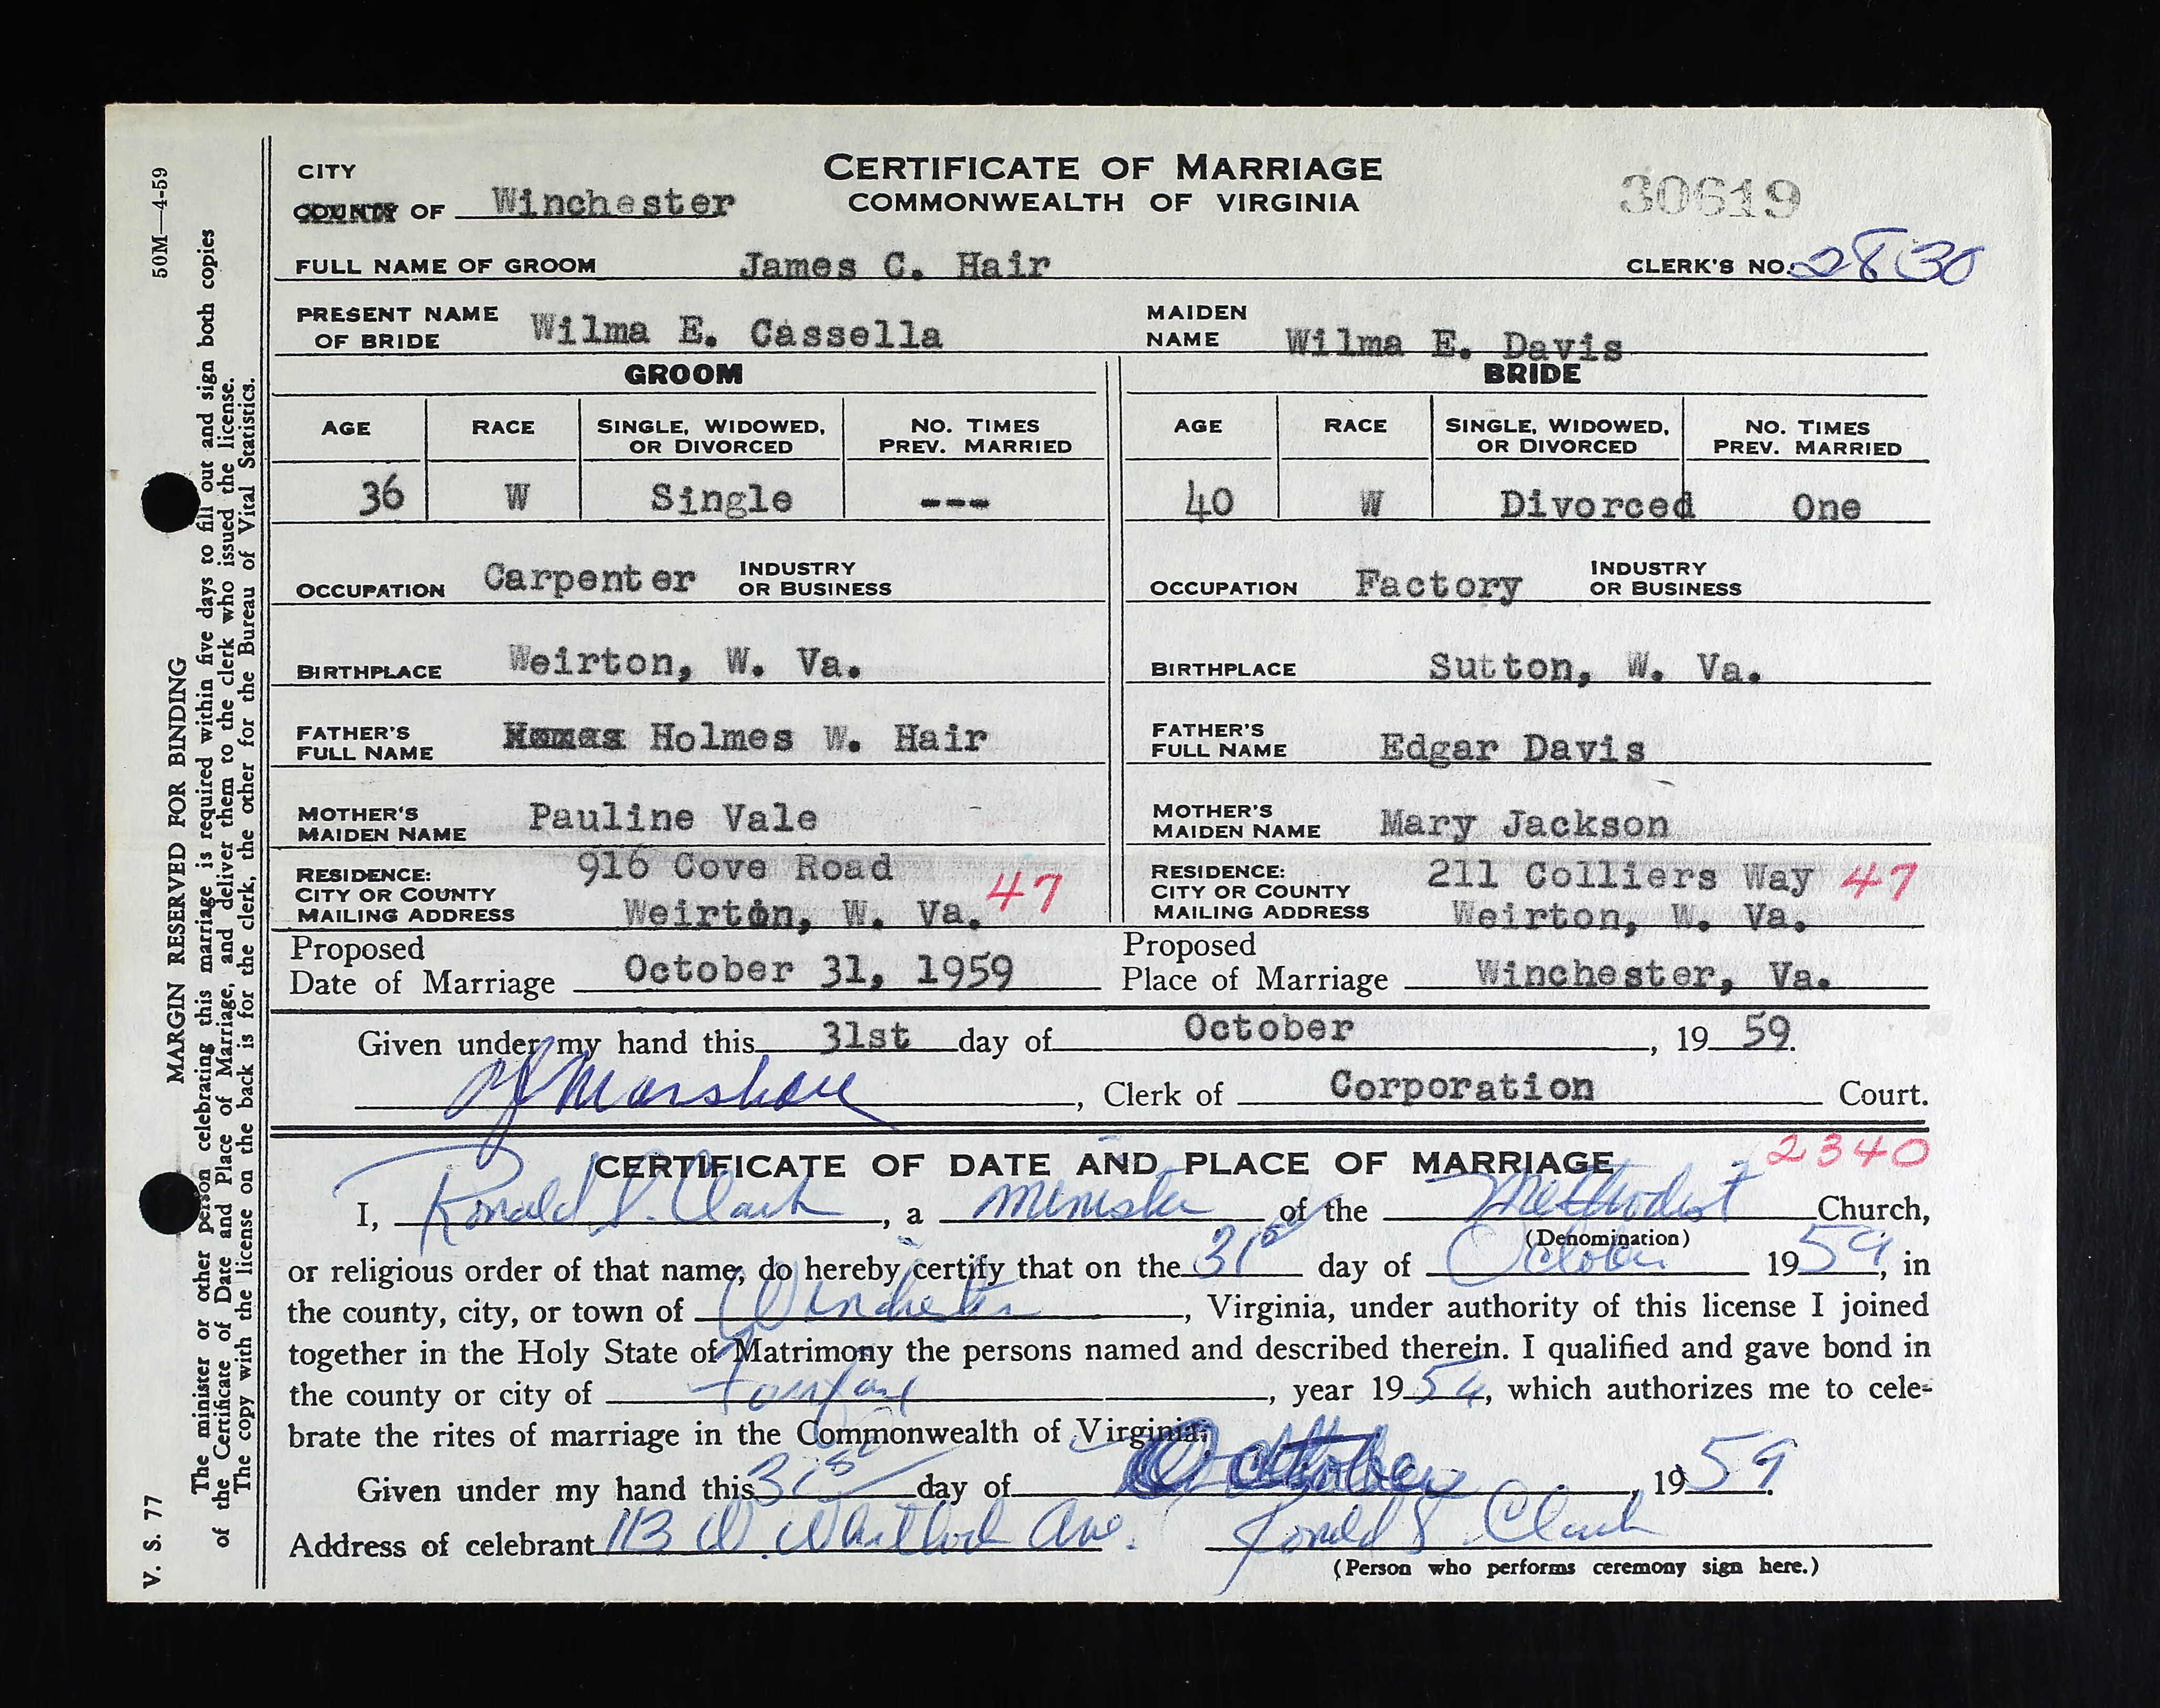 CITY
COUNTY OF Winchester
CERTIFICATE OF MARRIAGE
COMMONWEALTH OF VIRGINIA
30619
FULL NAME OF GROOM James C. Hair
CLERK'S NO. 2830
PRESENT NAME OF BRIDE Wilma E. Cassella
MAIDEN NAME Wilma E. Davis
GROOM BRIDE
AGE RACE SINGLE, WIDOWED, OR DIVORCED NO. TIMES PREV. MARRIED AGE RACE SINGLE, WIDOWED, OR DIVORCED NO. TIMES PREV. MARRIED
36 W Single --- 40 W Divorced One
OCCUPATION Carpenter INDUSTRY OR BUSINESS
OCCUPATION Factory INDUSTRY OR BUSINESS
BIRTHPLACE Weirton, W. Va.
BIRTHPLACE Sutton, W. Va.
FATHER'S FULL NAME Holmes W. Hair
FATHER'S FULL NAME Edgar Davis
MOTHER'S MAIDEN NAME Pauline Vale
MOTHER'S MAIDEN NAME Mary Jackson
RESIDENCE: CITY OR COUNTY MAILING ADDRESS 916 Cove Road Weirton, W. Va. 47
RESIDENCE: CITY OR COUNTY MAILING ADDRESS 211 Colliers Way Weirton, W. Va. 47
Proposed Date of Marriage October 31, 1959
Proposed Place of Marriage Winchester, Va.
Given under my hand this 31st day of October, 19 59.
Marshall, Clerk of Corporation Court.
2340
CERTIFICATE OF DATE AND PLACE OF MARRIAGE
I, Ronald S. Clark, a minister of the Methodist Church,
(Denomination)
or religious order of that name, do hereby certify that on the 31st day of October 1959, in
the county, city, or town of Winchester, Virginia, under authority of this license I joined
together in the Holy State of Matrimony the persons named and described therein. I qualified and gave bond in
the county or city of Fairfax, year 19 54, which authorizes me to cele-
brate the rites of marriage in the Commonwealth of Virginia.
Given under my hand this 31st day of October, 1959.
Address of celebrant 113 W. Whitlock Ave. Ronald S. Clark
(Person who performs ceremony sign here.)
V. S. 77
MARGIN RESERVED FOR BINDING
50M—4-59
The minister or other person celebrating this marriage is required within five days to fill out and sign both copies
of the Certificate of Date and Place of Marriage, and deliver them to the clerk who issued the license.
The copy with the license on the back is for the clerk, the other for the Bureau of Vital Statistics.